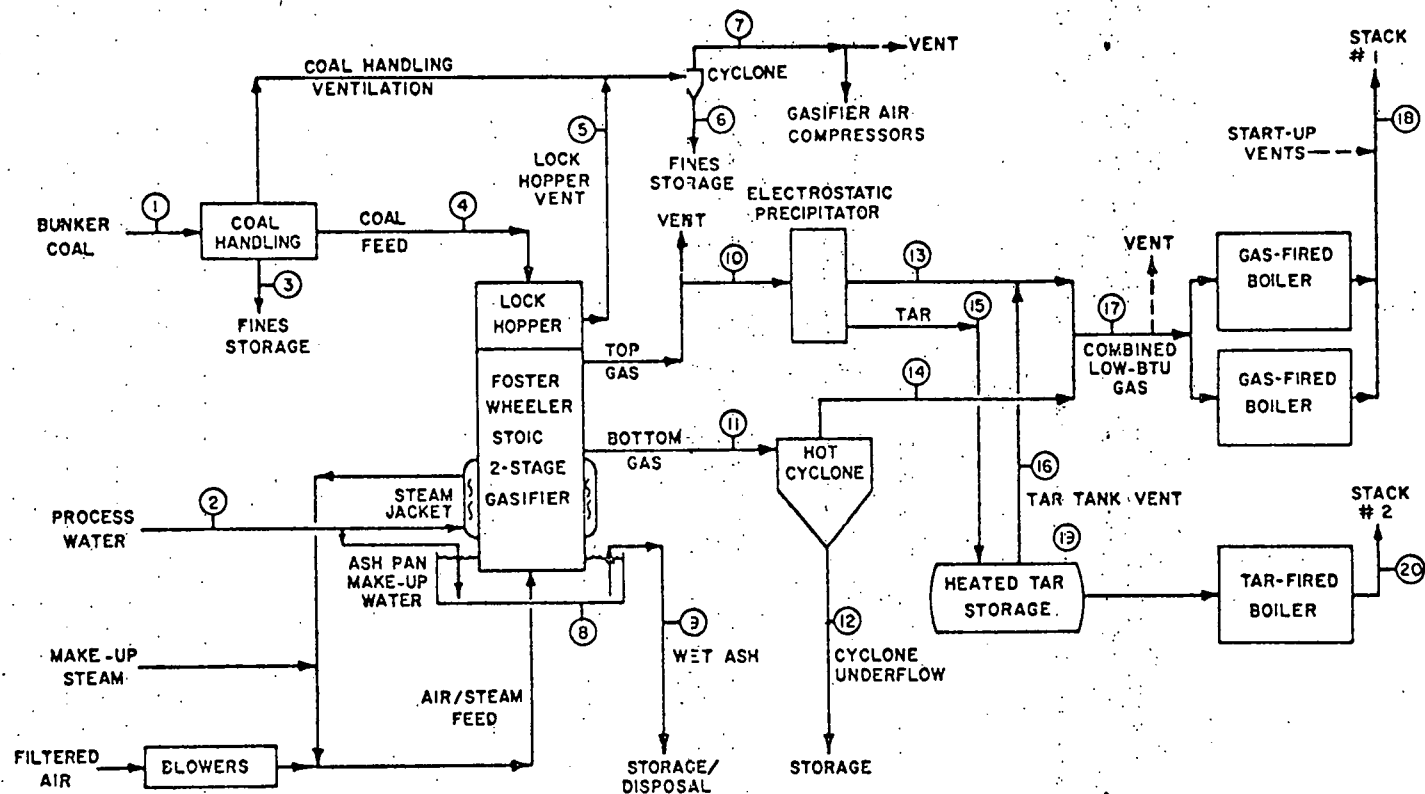 7
VENT
STACK
# 1
COAL HANDLING
VENTILATION
CYCLONE
GASIFIER AIR
COMPRESSORS
18
5
6
START-UP
VENTS
LOCK
HOPPER
VENT
FINES
STORAGE
1
4
ELECTROSTATIC
PRECIPITATOR
BUNKER
COAL
COAL
HANDLING
COAL
FEED
VENT
VENT
3
10
13
GAS-FIRED
BOILER
FINES
STORAGE
LOCK
HOPPER
15
TAR
17
COMBINED
LOW-BTU
GAS
TOP
GAS
14
GAS-FIRED
BOILER
FOSTER
WHEELER
STOIC
2-STAGE
GASIFIER
11
BOTTOM
GAS
HOT
CYCLONE
16
TAR TANK VENT
STACK
# 2
2
STEAM
JACKET
PROCESS
WATER
ASH PAN
MAKE-UP
WATER
19
HEATED TAR
STORAGE.
TAR-FIRED
BOILER
20
8
9
WET ASH
12
CYCLONE
UNDERFLOW
MAKE-UP
STEAM
AIR/STEAM
FEED
FILTERED
AIR
BLOWERS
STORAGE/
DISPOSAL
STORAGE